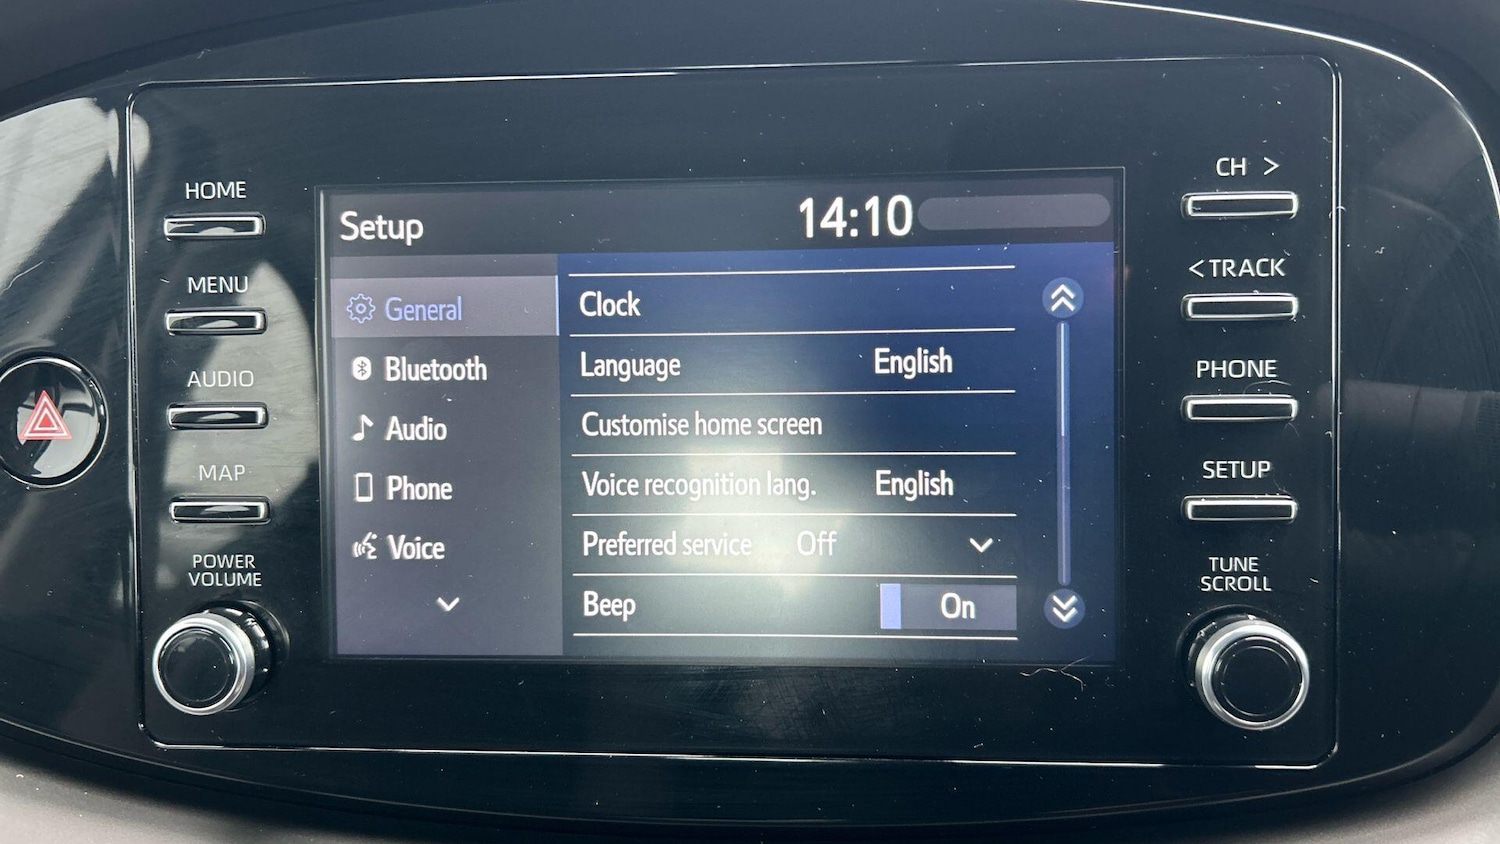 HOME
MENU
AUDIO
MAP
POWER
VOLUME
Setup 14:10
General
Bluetooth
Audio
Phone
Voice
Clock
Language English
Customise home screen
Voice recognition lang. English
Preferred service Off
Beep On
CH >
< TRACK
PHONE
SETUP
TUNE
SCROLL